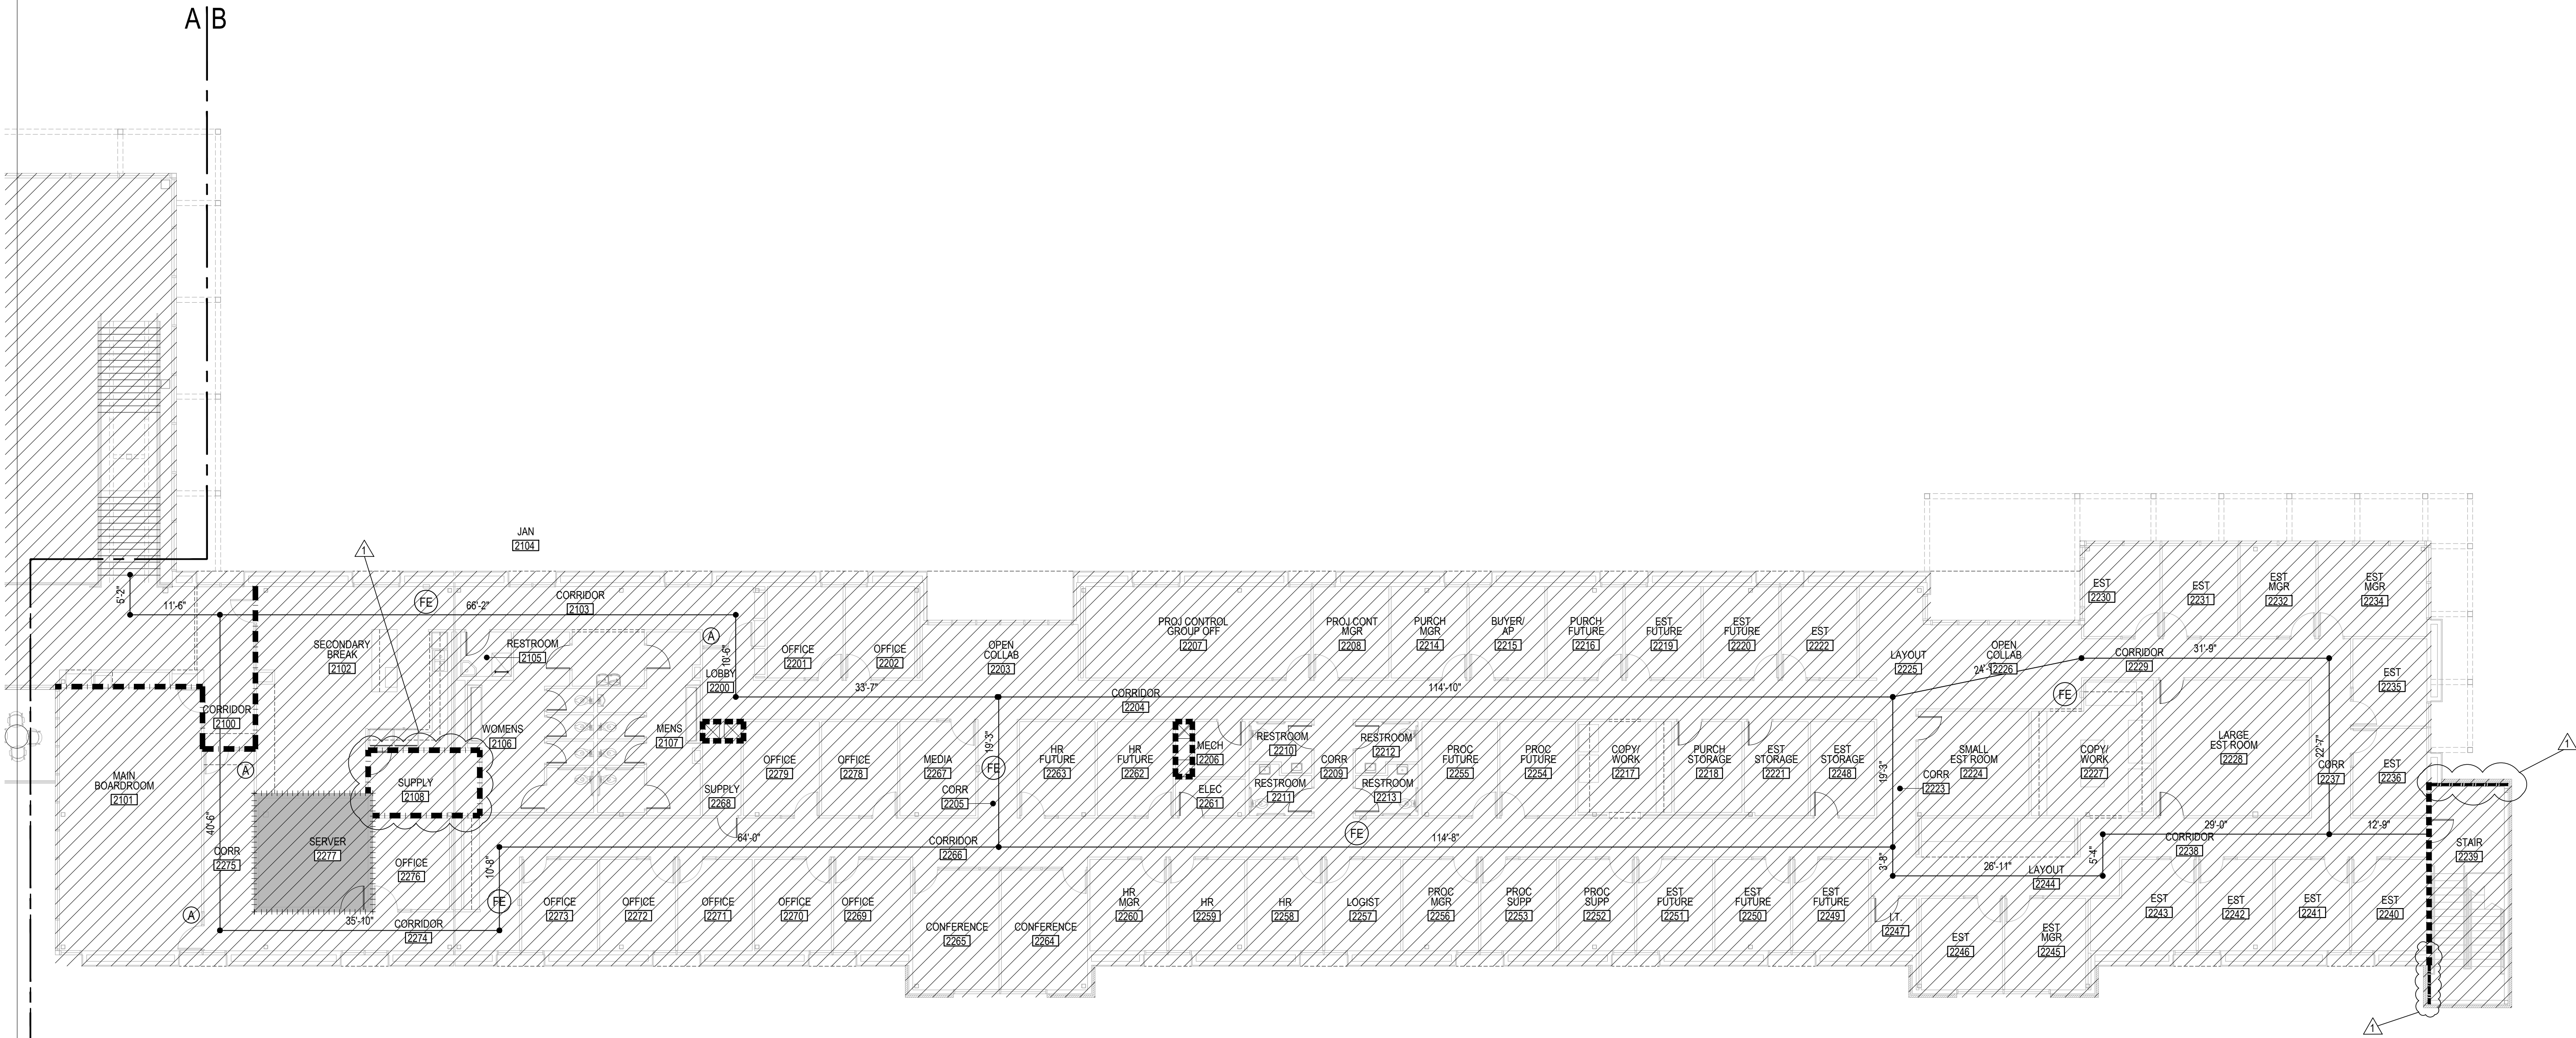 A B
JAN
2104
1
5'-2"
11'-6"
FE
66'-2"
CORRIDOR
2103
SECONDARY
BREAK
2102
RESTROOM
2105
A
10'-6"
LOBBY
2200
OFFICE
2201
OFFICE
2202
OPEN
COLLAB
2203
PROJ CONTROL
GROUP OFF
2207
PROJ CONT
MGR
2208
PURCH
MGR
2214
BUYER/
AP
2215
PURCH
FUTURE
2216
EST
FUTURE
2219
EST
FUTURE
2220
EST
2222
LAYOUT
2225
OPEN
COLLAB
2226
EST
2230
EST
2231
EST
MGR
2232
EST
MGR
2234
CORRIDOR
2229
31'-9"
EST
2235
33'-7"
CORRIDOR
2204
114'-10"
FE
CORRIDOR
2100
WOMENS
2106
MENS
2107
MAIN
BOARDROOM
2101
A
SUPPLY
2108
SUPPLY
2268
OFFICE
2279
OFFICE
2278
MEDIA
2267
19'-3"
FE
CORR
2205
HR
FUTURE
2263
HR
FUTURE
2262
MECH
2206
ELEC
2261
RESTROOM
2210
RESTROOM
2211
CORR
2209
RESTROOM
2212
RESTROOM
2213
PROC
FUTURE
2255
PROC
FUTURE
2254
COPY/
WORK
2217
PURCH
STORAGE
2218
EST
STORAGE
2221
EST
STORAGE
2248
19'-3"
CORR
2223
SMALL
EST ROOM
2224
COPY/
WORK
2227
LARGE
EST ROOM
2228
22'-7"
CORR
2237
EST
2236
1
40'-6"
CORR
2275
SERVER
2277
OFFICE
2276
10'-8"
FE
64'-0"
CORRIDOR
2266
FE
114'-8"
3'-8"
26'-11"
LAYOUT
2244
5'-4"
29'-0"
CORRIDOR
2238
12'-9"
STAIR
2239
A
35'-10"
CORRIDOR
2274
OFFICE
2273
OFFICE
2272
OFFICE
2271
OFFICE
2270
OFFICE
2269
CONFERENCE
2265
CONFERENCE
2264
HR
MGR
2260
HR
2259
HR
2258
LOGIST
2257
PROC
MGR
2256
PROC
SUPP
2253
PROC
SUPP
2252
EST
FUTURE
2251
EST
FUTURE
2250
EST
FUTURE
2249
I.T.
2247
EST
2246
EST
MGR
2245
EST
2243
EST
2242
EST
2241
EST
2240
1